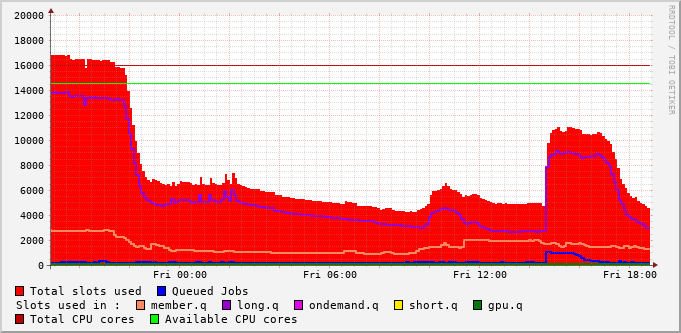 20000
18000
16000
14000
12000
10000
8000
6000
4000
2000
0
Fri 00:00 Fri 06:00 Fri 12:00 Fri 18:00
RRDTOOL / TOBI OETIKER
Total slots used Queued Jobs
Slots used in : member.q long.q ondemand.q short.q gpu.q
Total CPU cores Available CPU cores